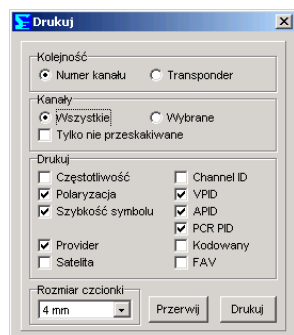 Drukuj
Kolejność
Numer kanału Transponder
Kanały
Wszystkie Wybrane
Tylko nie przeskakiwane
Drukuj
Częstotliwość Channel ID
Polaryzacja VPID
Szybkość symbolu APID
PCR PID
Provider Kodowany
Satelita FAV
Rozmiar czcionki
4 mm Przerwij Drukuj